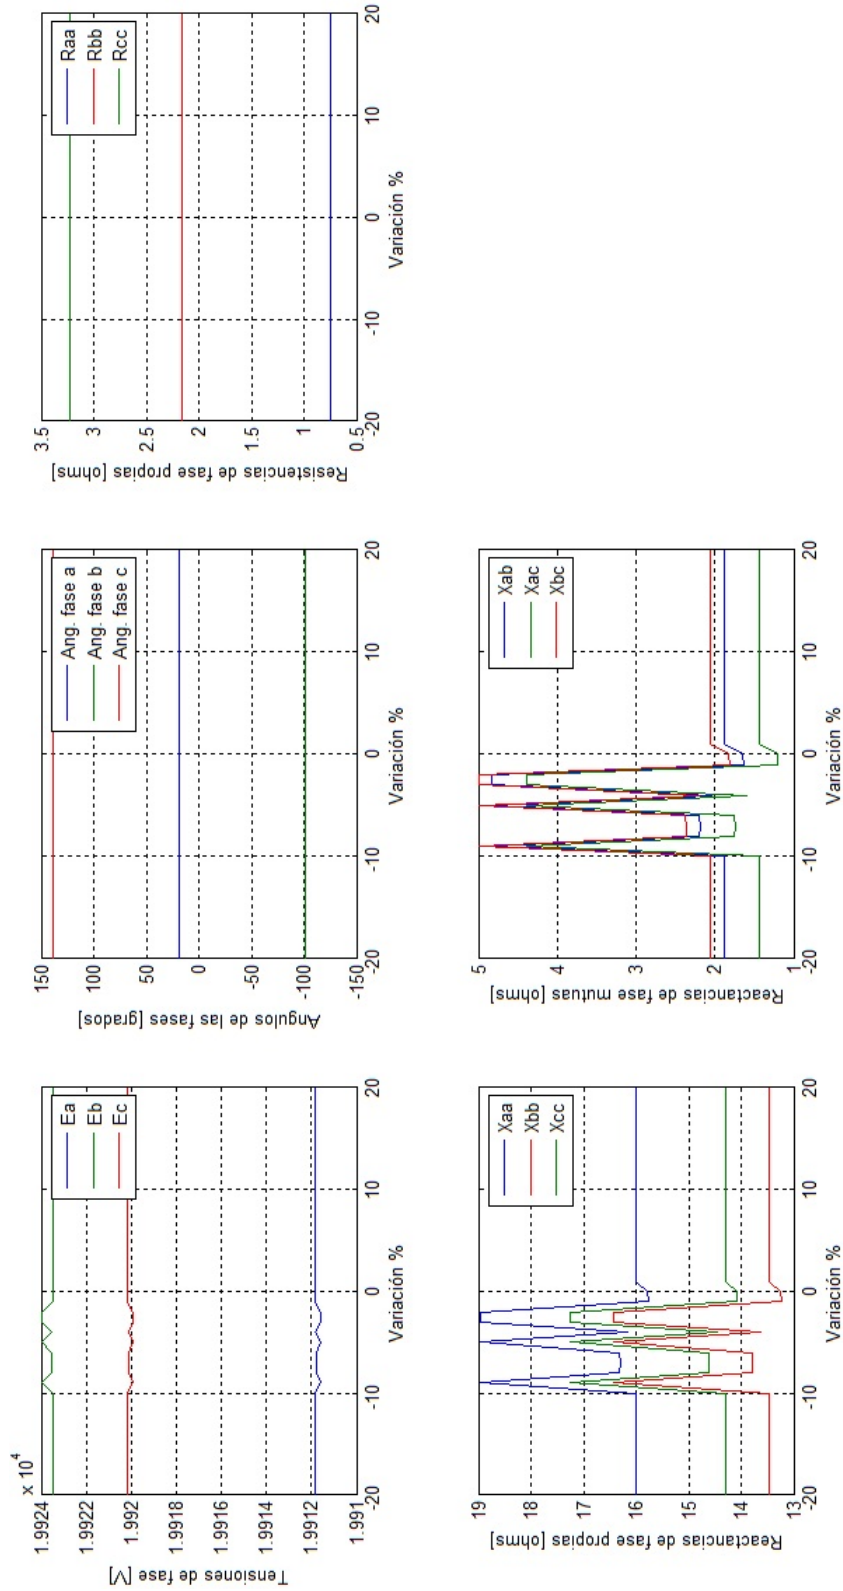 x 10⁴
1.9924
1.9922
1.992
1.9918
1.9916
1.9914
1.9912
1.991
-20
-10
0
10
20
Variación %
Tensiones de fase [V]
Ea
Eb
Ec
150
100
50
0
-50
-100
-150
-20
-10
0
10
20
Variación %
Angulos de las fases [grados]
Ang. fase a
Ang. fase b
Ang. fase c
3.5
3
2.5
2
1.5
1
0.5
-20
-10
0
10
20
Variación %
Resistencias de fase propias [ohms]
Raa
Rbb
Rcc
19
18
17
16
15
14
13
-20
-10
0
10
20
Variación %
Reactancias de fase propias [ohms]
Xaa
Xbb
Xcc
5
4
3
2
1
-20
-10
0
10
20
Variación %
Reactancias de fase mutuas [ohms]
Xab
Xac
Xbc